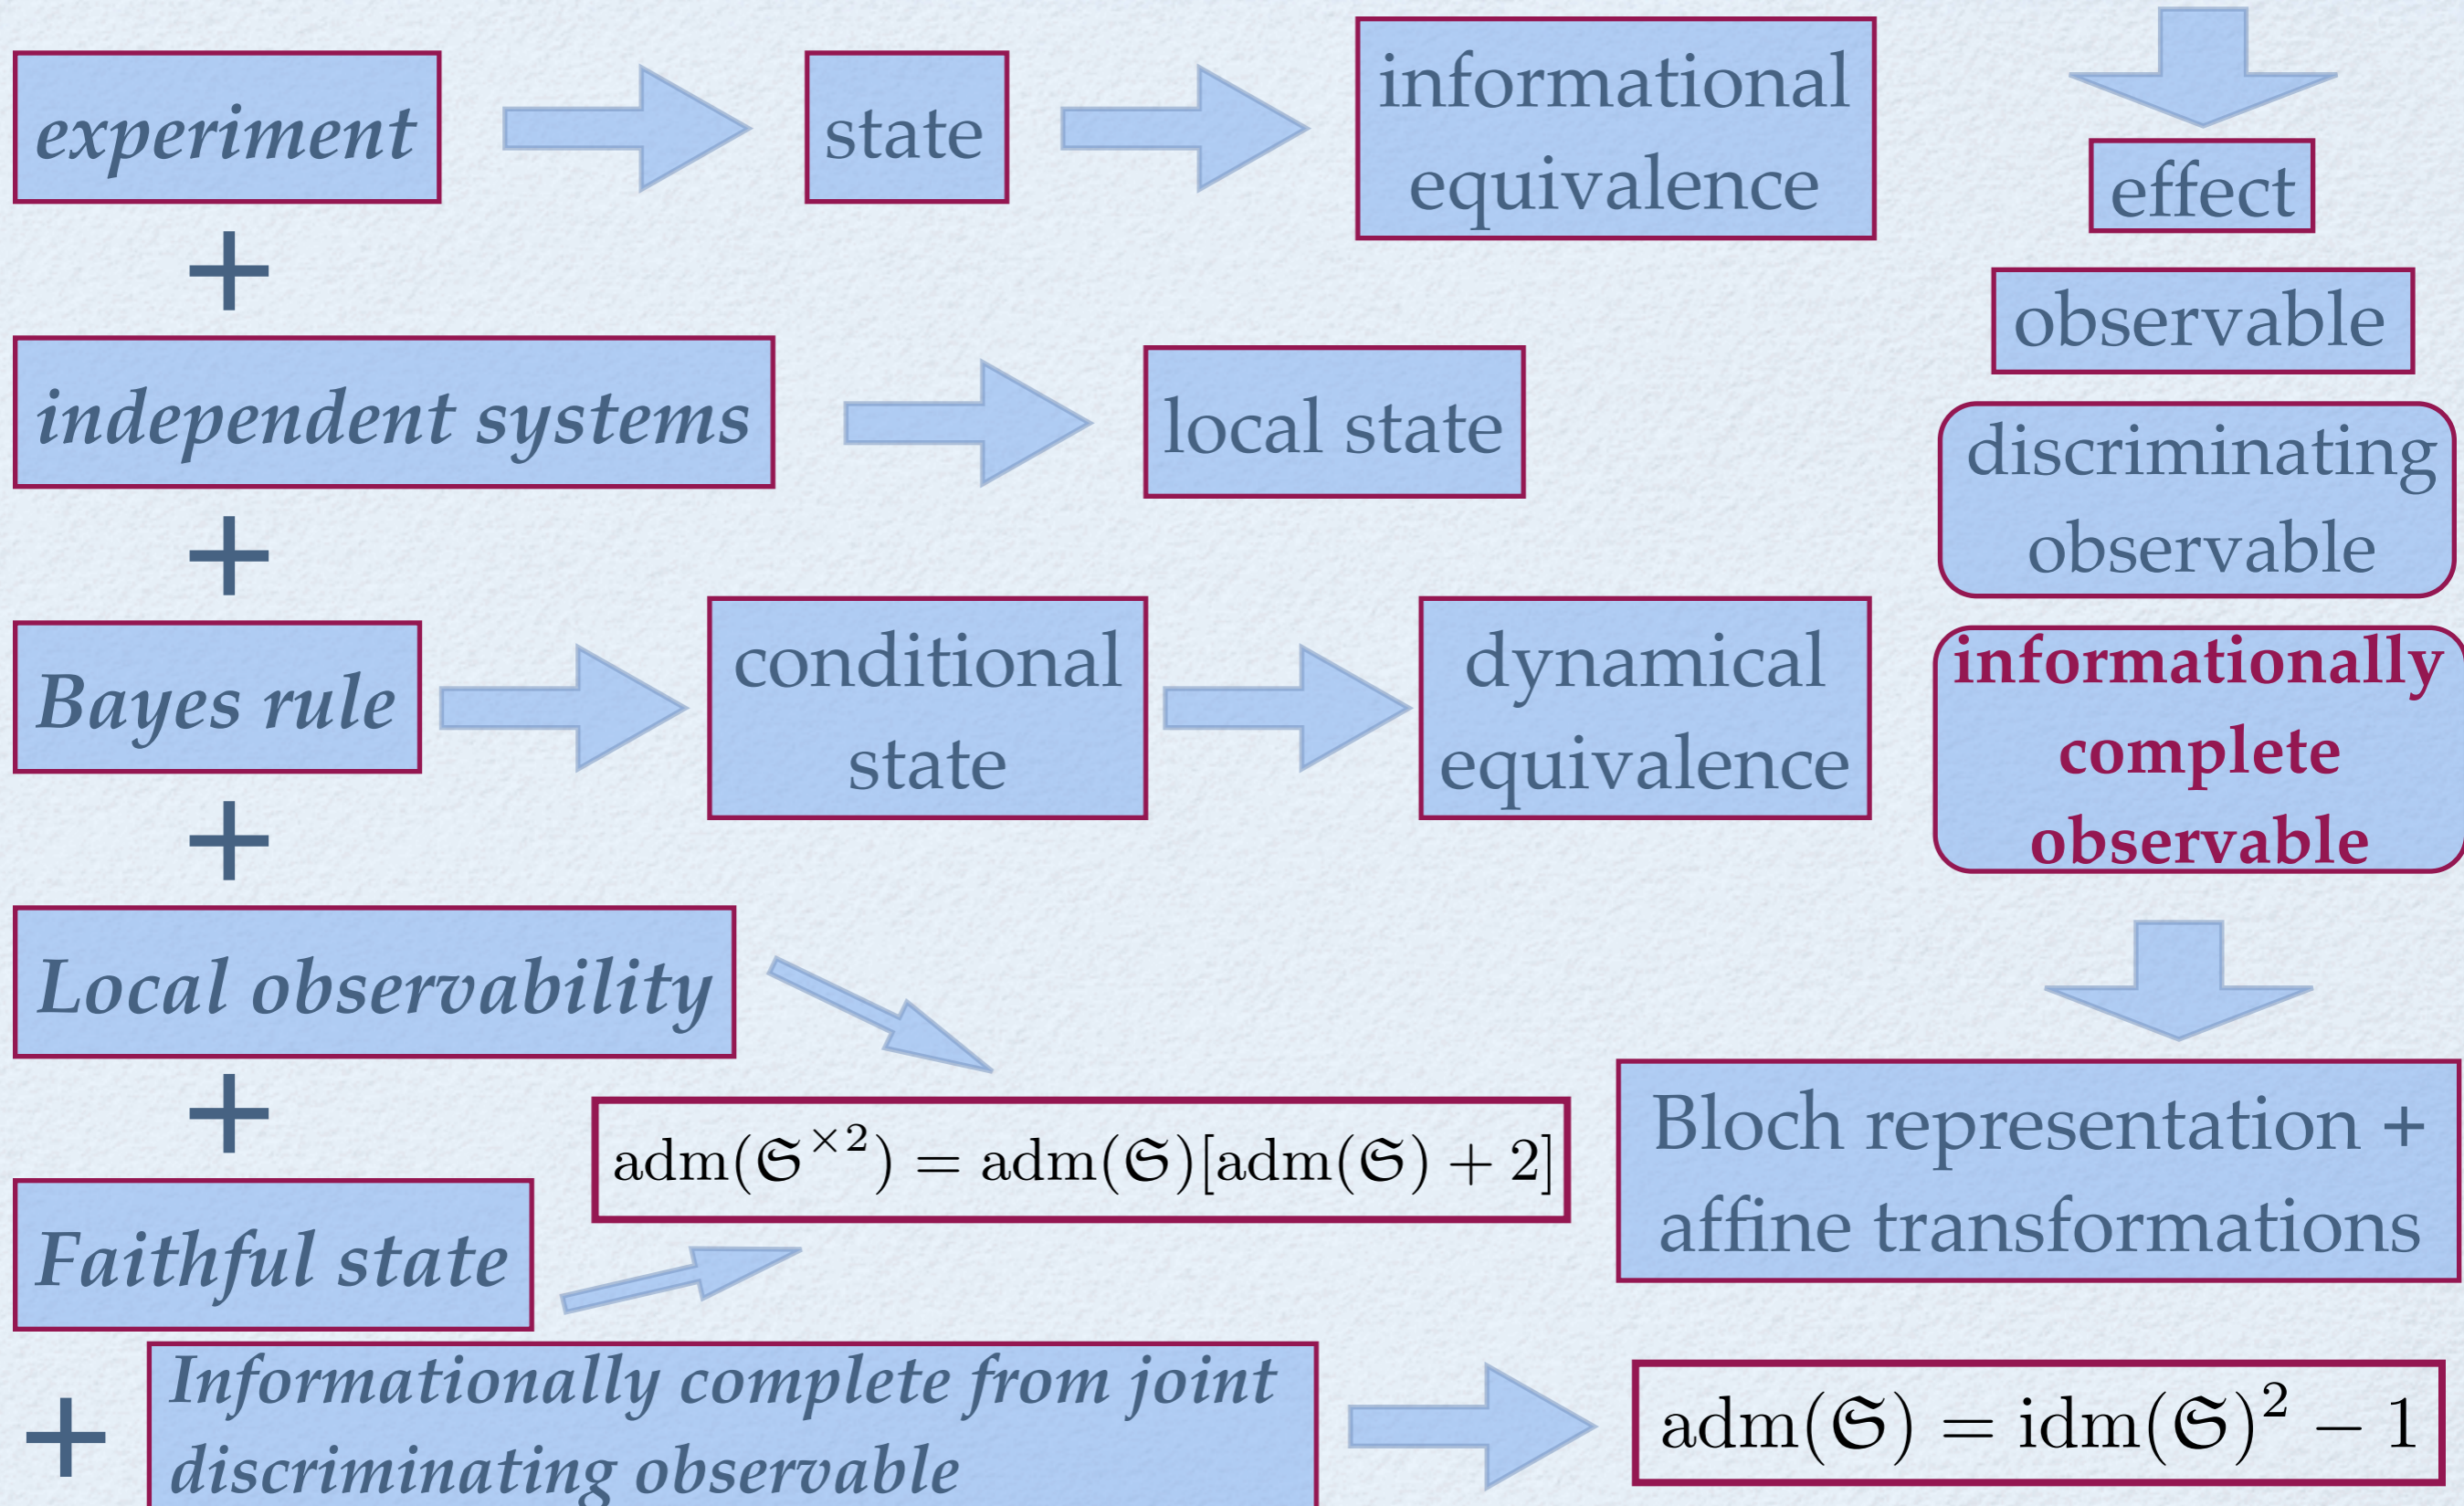 experiment
state
informational
equivalence
effect
observable
+
independent systems
local state
discriminating
observable
+
Bayes rule
conditional
state
dynamical
equivalence
informationally
complete
observable
+
Local observability
+
adm(𝔖^{×2}) = adm(𝔖)[adm(𝔖) + 2]
Bloch representation +
affine transformations
Faithful state
+
Informationally complete from joint
discriminating observable
adm(𝔖) = idm(𝔖)² − 1